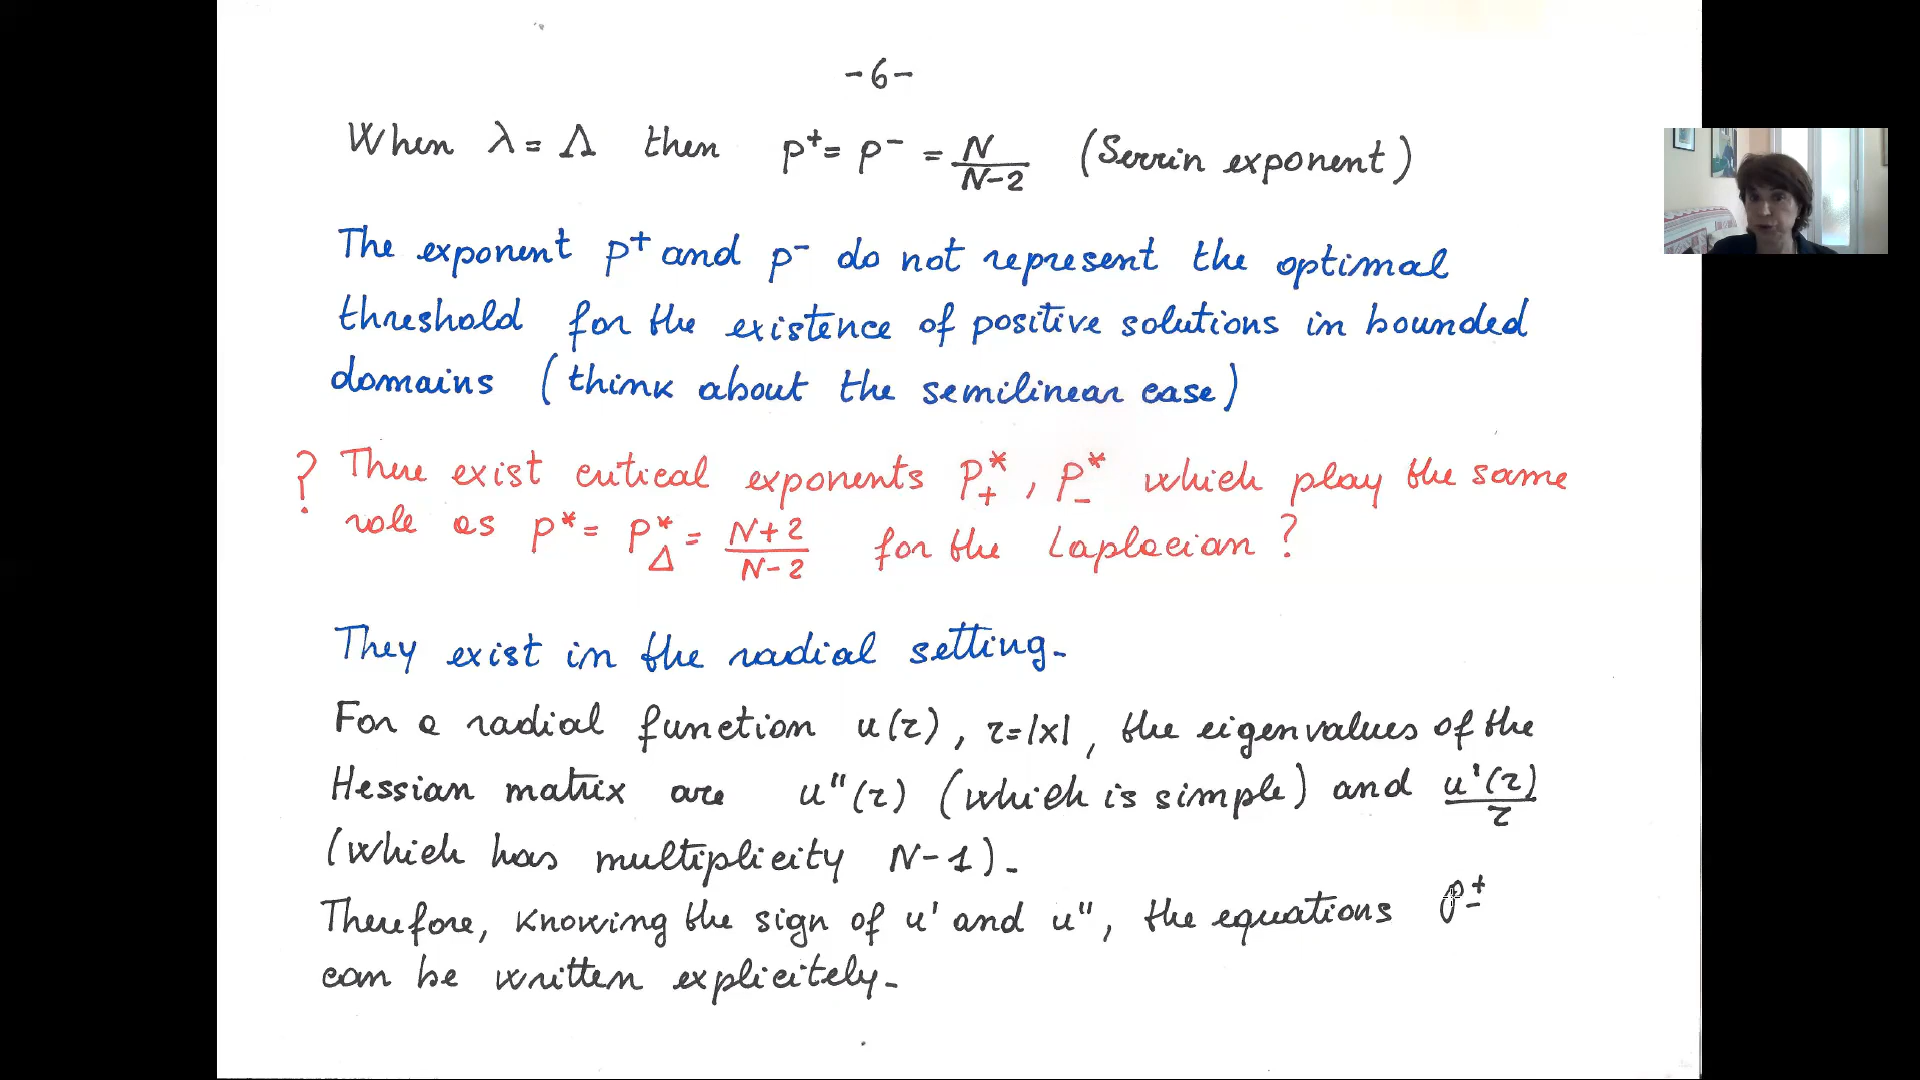 -6-
When λ = Λ then p⁺ = p⁻ = N/(N-2) (Serrin exponent)
The exponent p⁺ and p⁻ do not represent the optimal
threshold for the existence of positive solutions in bounded
domains (think about the semilinear case)
? There exist critical exponents p₊*, p₋* which play the same
role as p* = p*_Δ = (N+2)/(N-2) for the Laplacian ?
They exist in the radial setting.
For a radial function u(r), r=|x|, the eigenvalues of the
Hessian matrix are u"(r) (which is simple) and u'(r)/r
(which has multiplicity N-1).
Therefore, knowing the sign of u' and u", the equations P±
can be written explicitely.